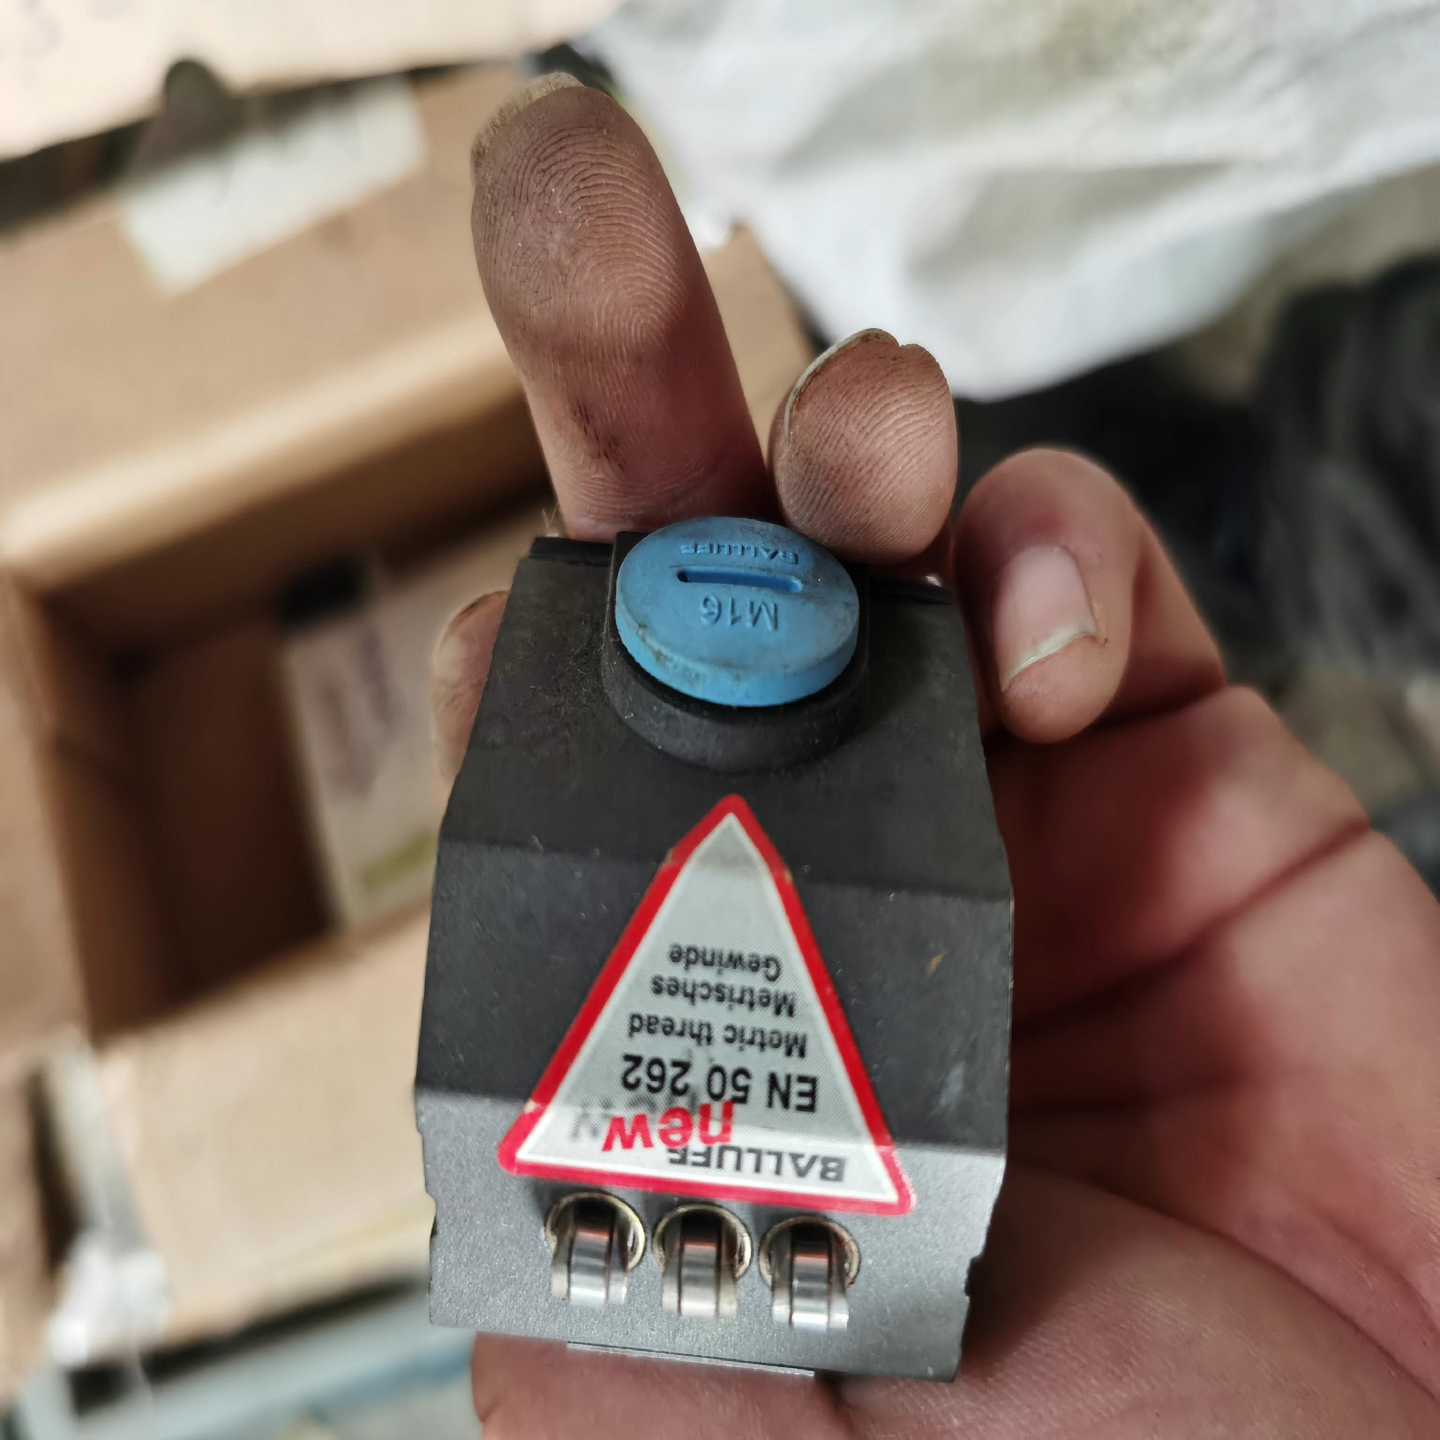 BALLUFF
new
EN 50 262
Metric thread
Metrisches
Gewinde
M16
BALLUFF